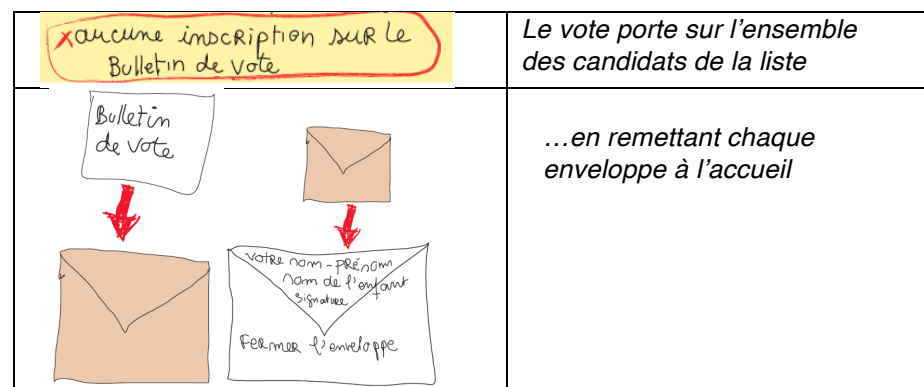 xaucune inscription sur le
Bulletin de vote
Le vote porte sur l’ensemble
des candidats de la liste
Bulletin
de vote
…en remettant chaque
enveloppe à l’accueil
votre nom - PRénom
nom de l'enfant
signature
Fermer l'enveloppe